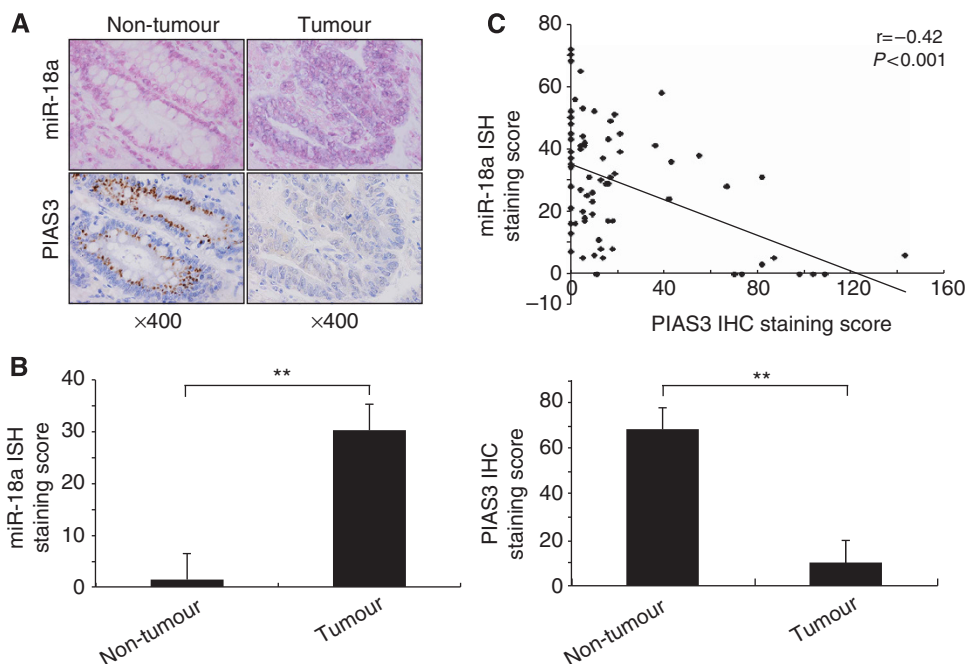 A
Non-tumour Tumour
miR-18a
PIAS3
×400 ×400
C
r=−0.42
P<0.001
miR-18a ISH
staining score
80
60
40
20
0
−10
0 40 80 120 160
PIAS3 IHC staining score
B
miR-18a ISH
staining score
40
30
20
10
0
**
Non-tumour Tumour
PIAS3 IHC
staining score
80
60
40
20
0
**
Non-tumour Tumour